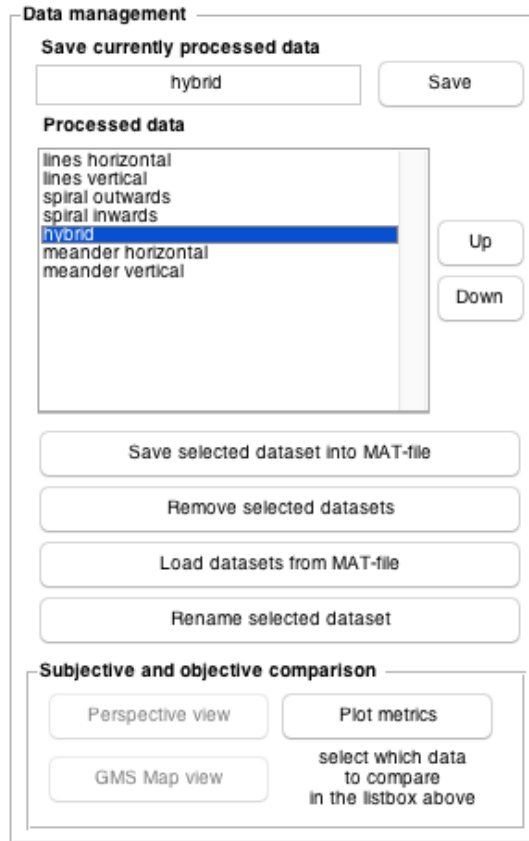 Data management
Save currently processed data
hybrid
Save
Processed data
lines horizontal
lines vertical
spiral outwards
spiral inwards
hybrid
meander horizontal
meander vertical
Up
Down
Save selected dataset into MAT-file
Remove selected datasets
Load datasets from MAT-file
Rename selected dataset
Subjective and objective comparison
Perspective view
Plot metrics
GMS Map view
select which data
to compare
in the listbox above